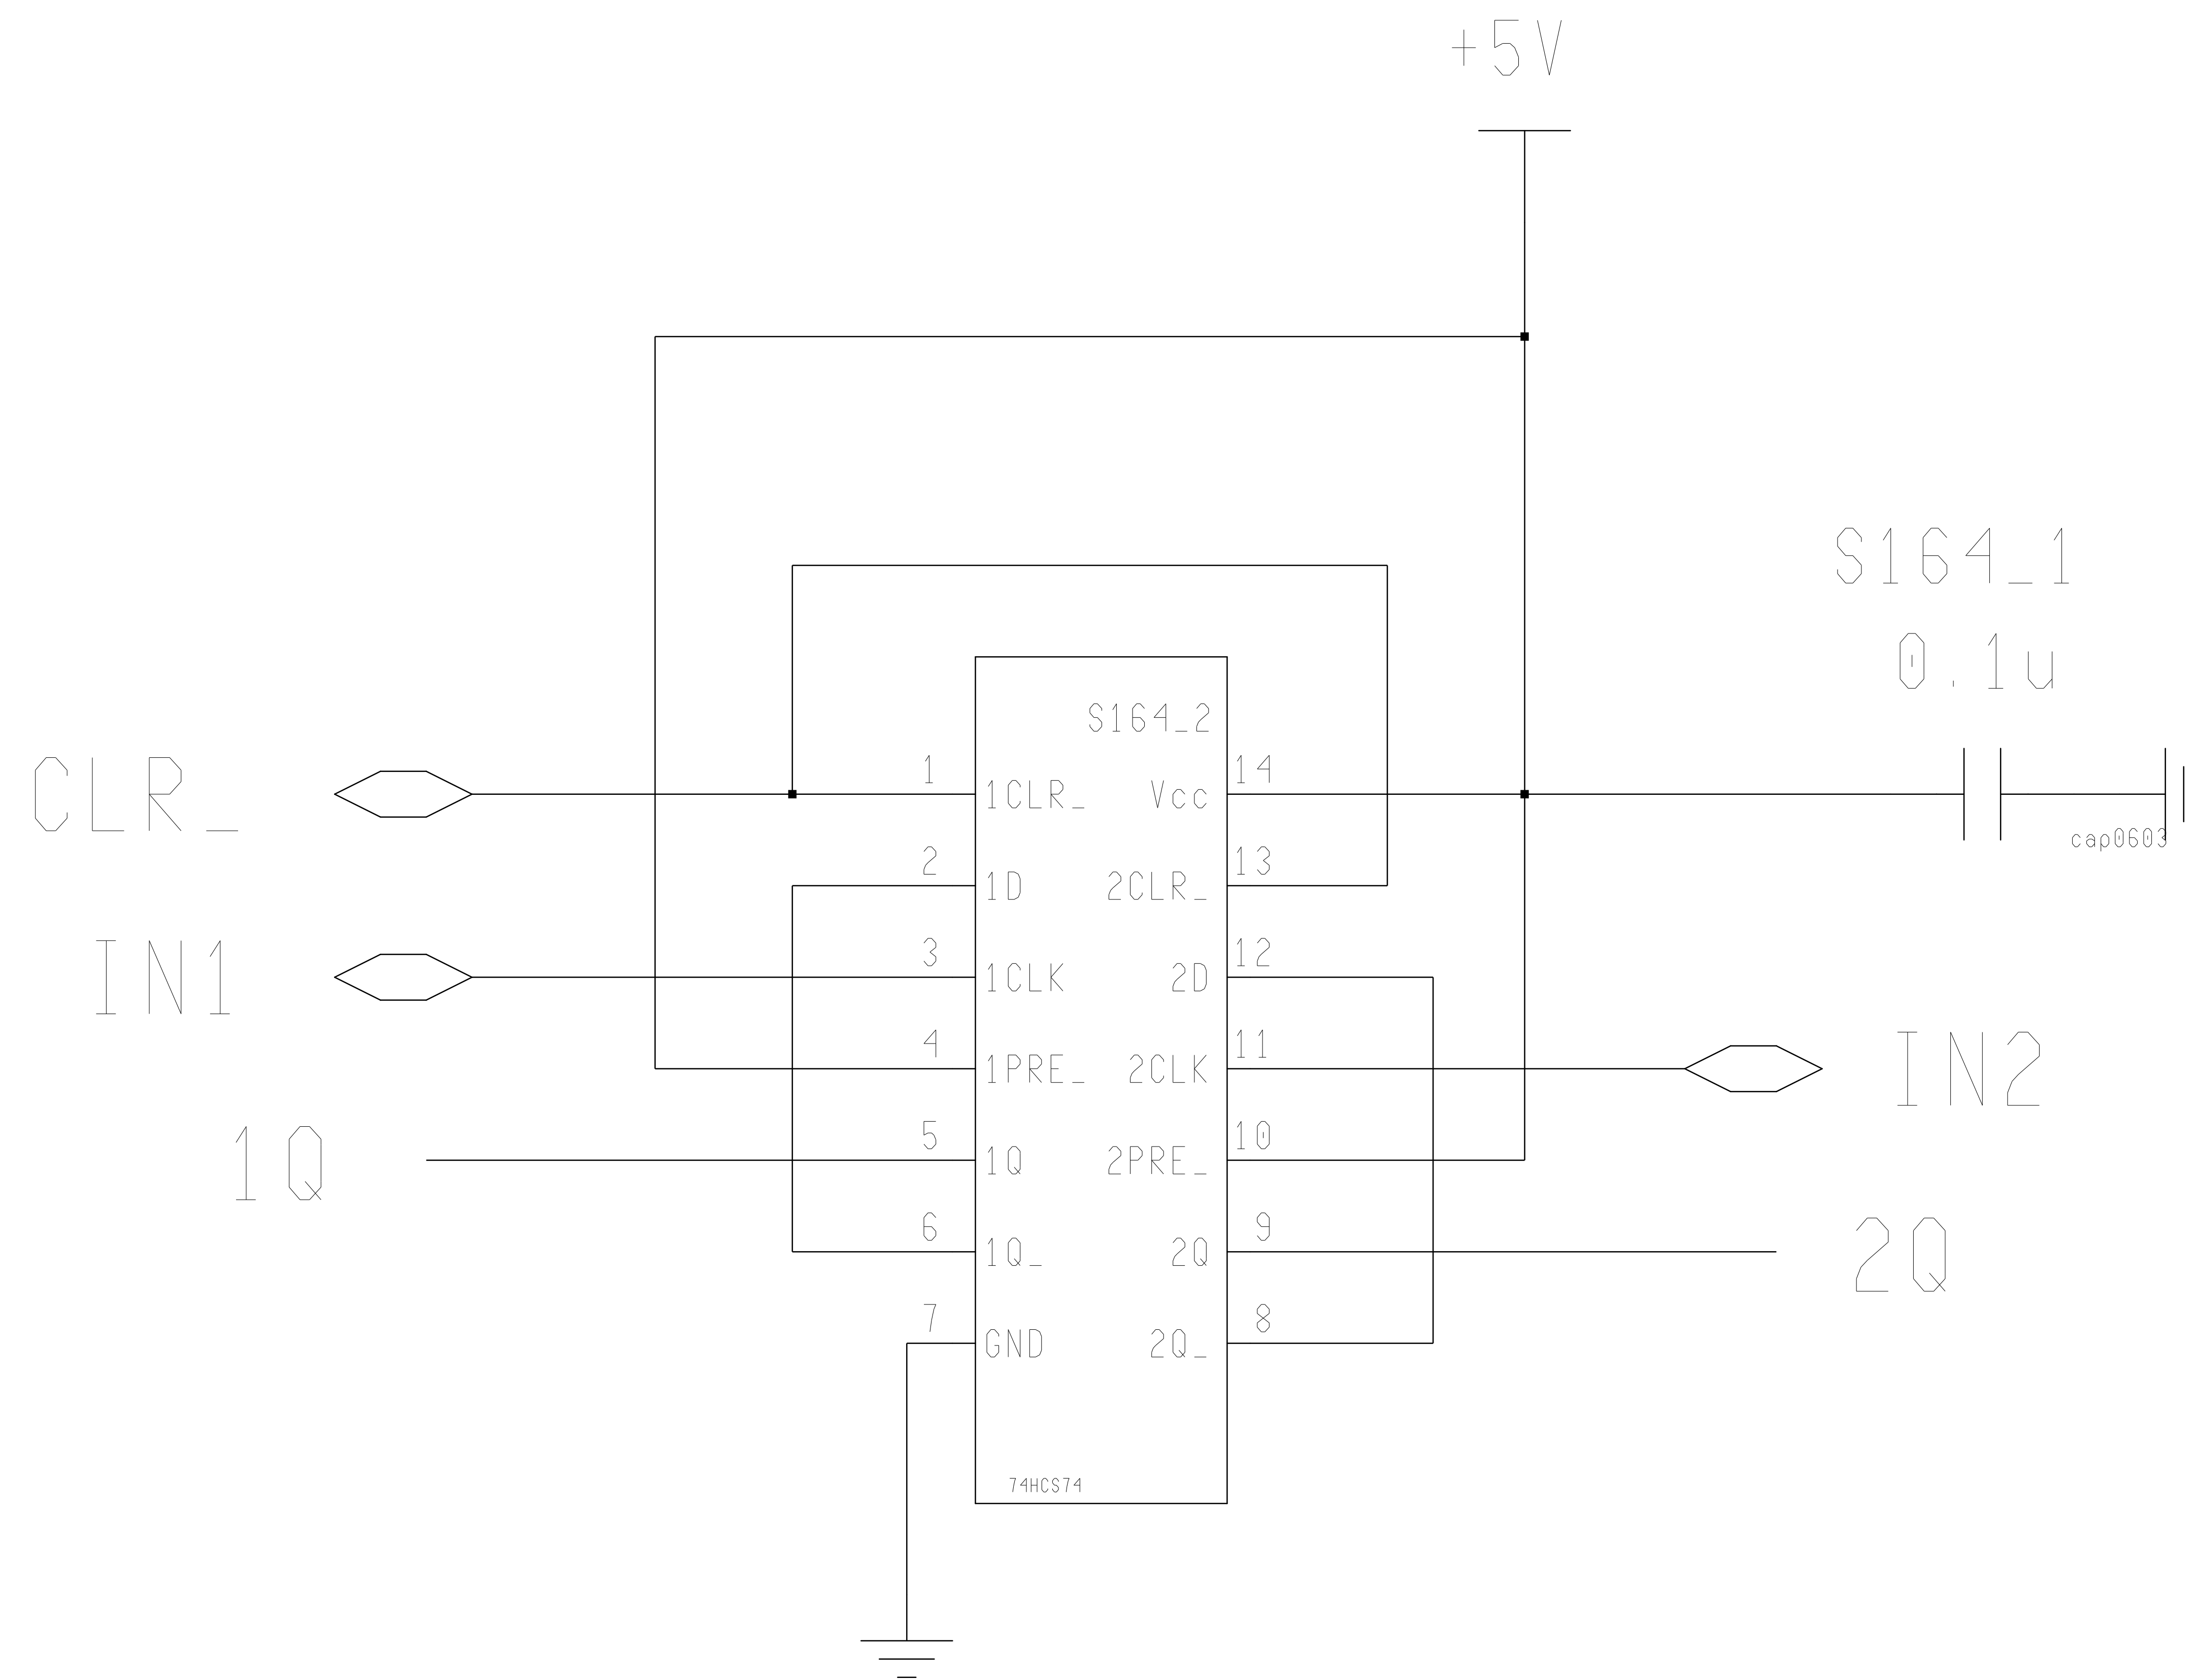 +5V
S164_1
0.1u
S164_2
CLR_
1
1CLR_
Vcc
14
cap0603
2
1D
2CLR_
13
IN1
3
1CLK
2D
12
4
1PRE_
2CLK
11
IN2
1Q
5
1Q
2PRE_
10
6
1Q_
2Q
9
2Q
7
GND
2Q_
8
74HCS74